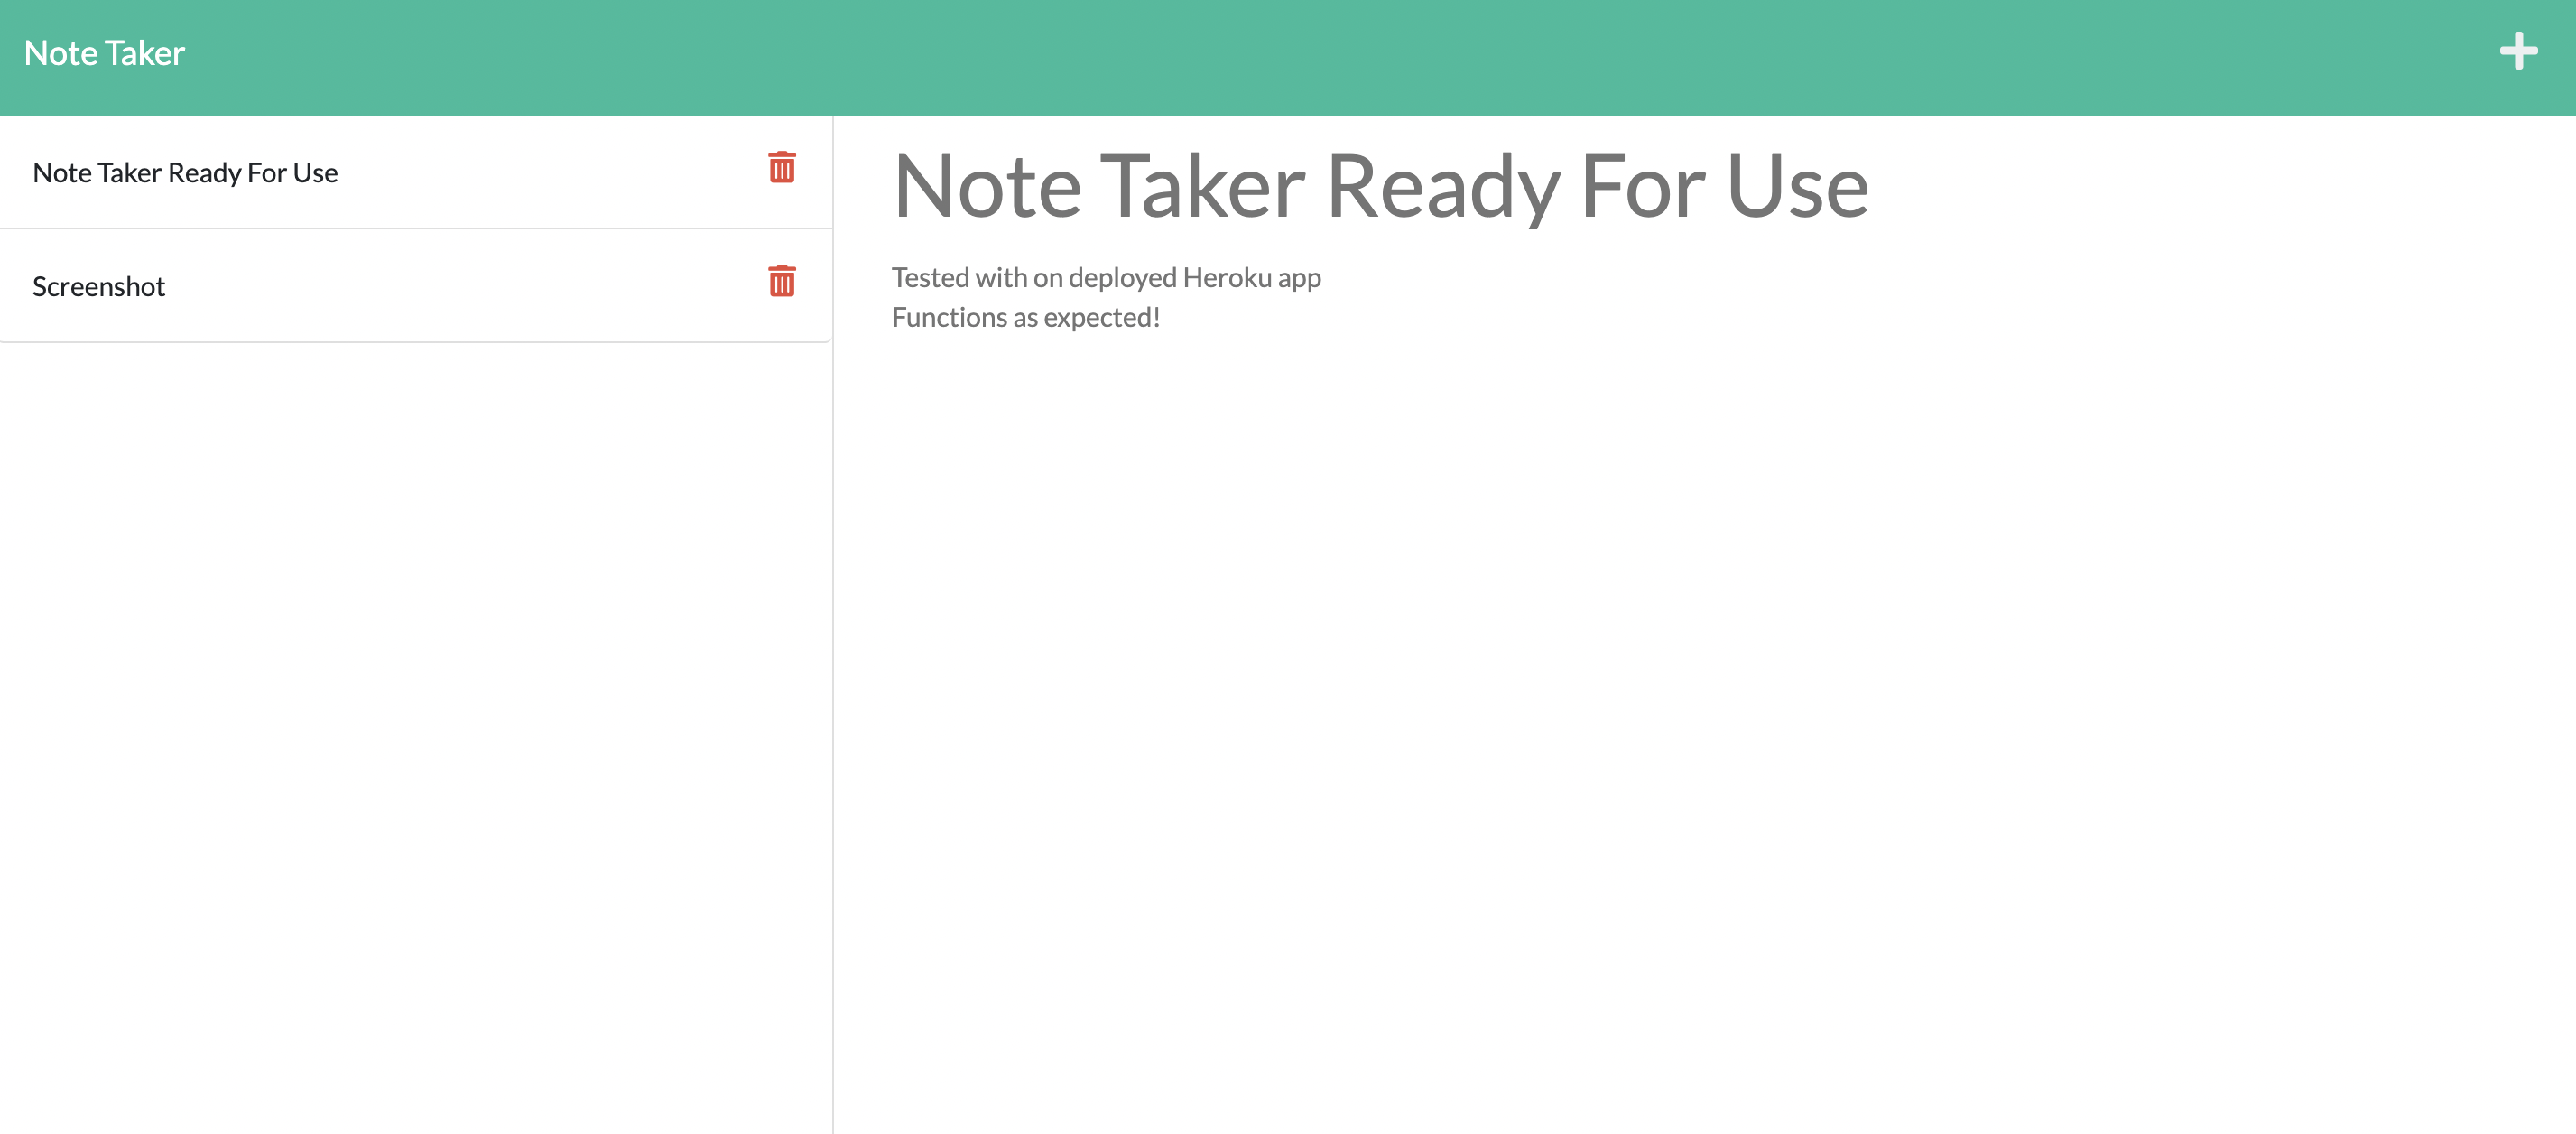 Note Taker
Note Taker Ready For Use
Screenshot
Note Taker Ready For Use
Tested with on deployed Heroku app
Functions as expected!